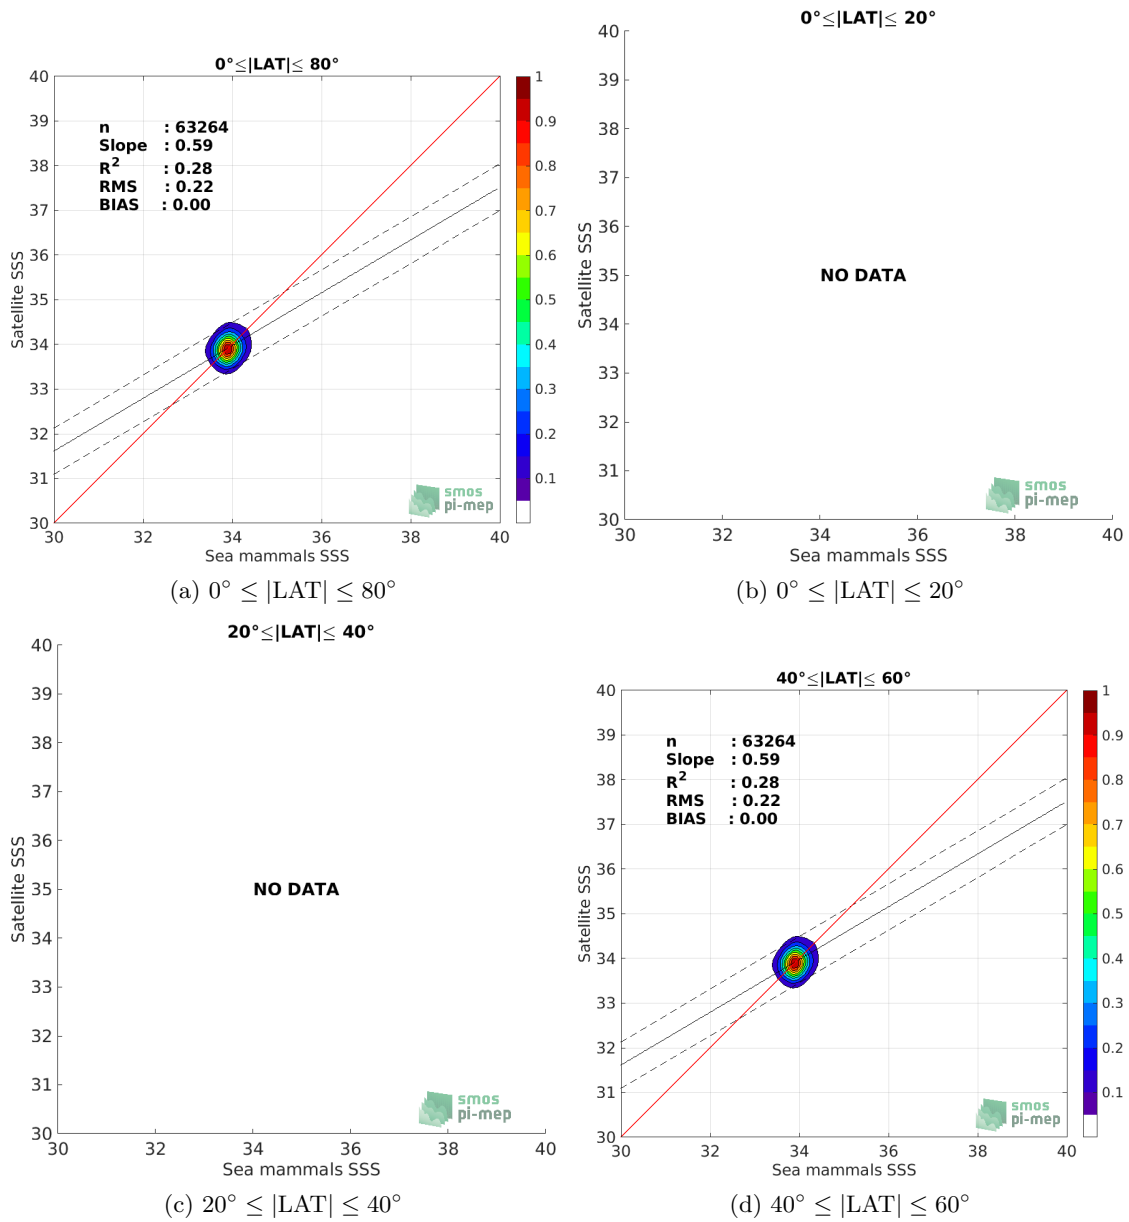 0°≤|LAT|≤ 80°
40
39
38
37
36
35
34
33
32
31
30
Satellite SSS
n : 63264
Slope : 0.59
R2 : 0.28
RMS : 0.22
BIAS : 0.00
1
0.9
0.8
0.7
0.6
0.5
0.4
0.3
0.2
0.1
smos
pi-mep
30 32 34 36 38 40
Sea mammals SSS
(a) 0° ≤ |LAT| ≤ 80°
0°≤|LAT|≤ 20°
40
39
38
37
36
35
34
33
32
31
30
Satellite SSS
NO DATA
smos
pi-mep
30 32 34 36 38 40
Sea mammals SSS
(b) 0° ≤ |LAT| ≤ 20°
20°≤|LAT|≤ 40°
40
39
38
37
36
35
34
33
32
31
30
Satellite SSS
NO DATA
smos
pi-mep
30 32 34 36 38 40
Sea mammals SSS
(c) 20° ≤ |LAT| ≤ 40°
40°≤|LAT|≤ 60°
40
39
38
37
36
35
34
33
32
31
30
Satellite SSS
n : 63264
Slope : 0.59
R2 : 0.28
RMS : 0.22
BIAS : 0.00
1
0.9
0.8
0.7
0.6
0.5
0.4
0.3
0.2
0.1
smos
pi-mep
30 32 34 36 38 40
Sea mammals SSS
(d) 40° ≤ |LAT| ≤ 60°